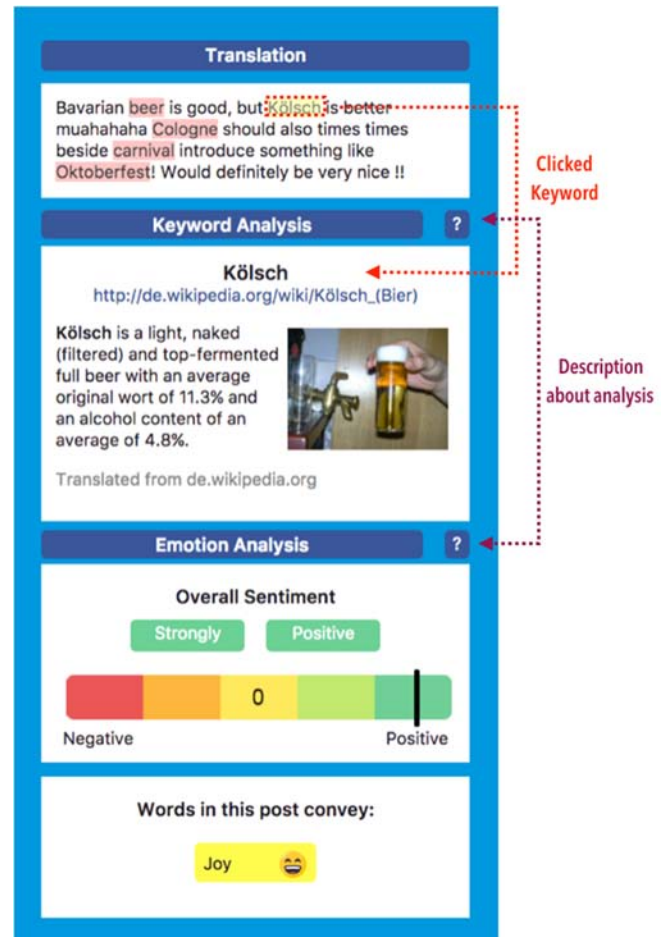 Translation
Bavarian beer is good, but Kölsch is better
muahahaha Cologne should also times times
beside carnival introduce something like
Oktoberfest! Would definitely be very nice !!
Clicked
Keyword
Keyword Analysis ?
Kölsch
http://de.wikipedia.org/wiki/Kölsch_(Bier)
Kölsch is a light, naked
(filtered) and top-fermented
full beer with an average
original wort of 11.3% and
an alcohol content of an
average of 4.8%.
Translated from de.wikipedia.org
Description
about analysis
Emotion Analysis ?
Overall Sentiment
Strongly Positive
0
Negative Positive
Words in this post convey:
Joy